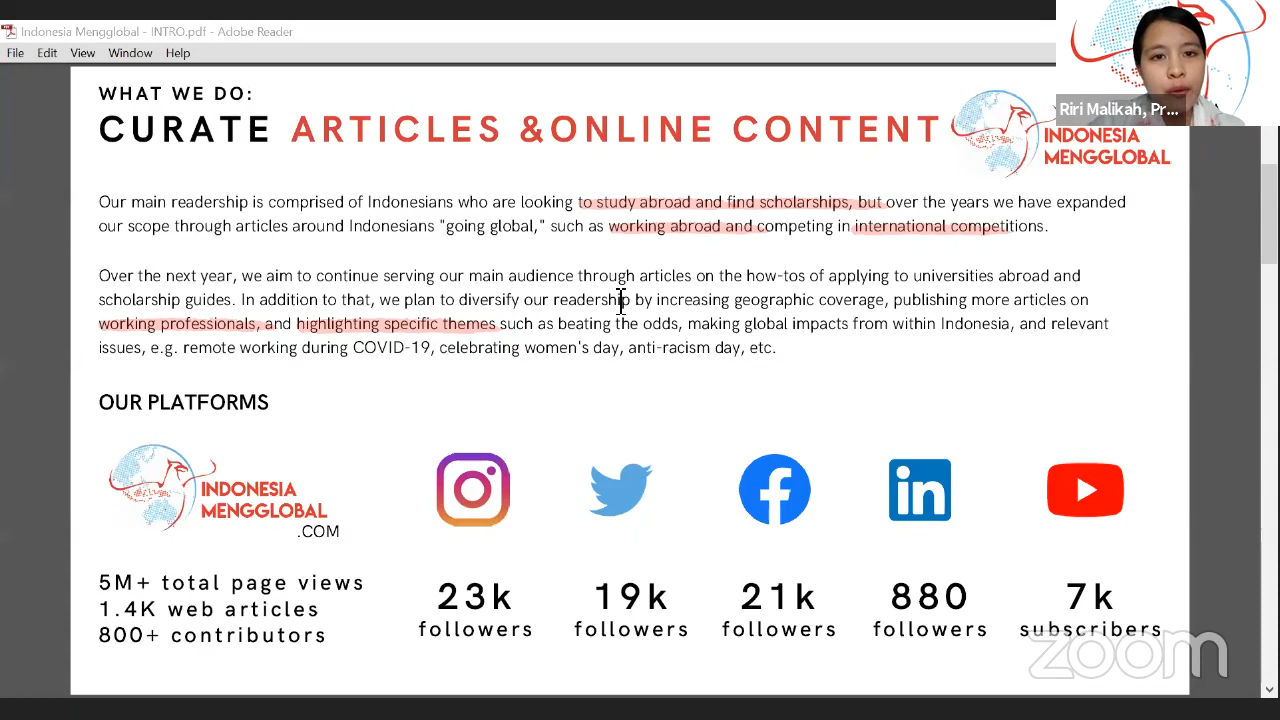 Indonesia Mengglobal - INTRO.pdf - Adobe Reader
File Edit View Window Help
Riri Malikah, Pr...
WHAT WE DO:
CURATE ARTICLES &ONLINE CONTENT
INDONESIA
MENGGLOBAL
Our main readership is comprised of Indonesians who are looking to study abroad and find scholarships, but over the years we have expanded
our scope through articles around Indonesians "going global," such as working abroad and competing in international competitions.
Over the next year, we aim to continue serving our main audience through articles on the how-tos of applying to universities abroad and
scholarship guides. In addition to that, we plan to diversify our readership by increasing geographic coverage, publishing more articles on
working professionals, and highlighting specific themes such as beating the odds, making global impacts from within Indonesia, and relevant
issues, e.g. remote working during COVID-19, celebrating women's day, anti-racism day, etc.
OUR PLATFORMS
INDONESIA
MENGGLOBAL
.COM
in
5M+ total page views
1.4K web articles
800+ contributors
23k
followers
19k
followers
21k
followers
880
followers
7k
subscribers
zoom